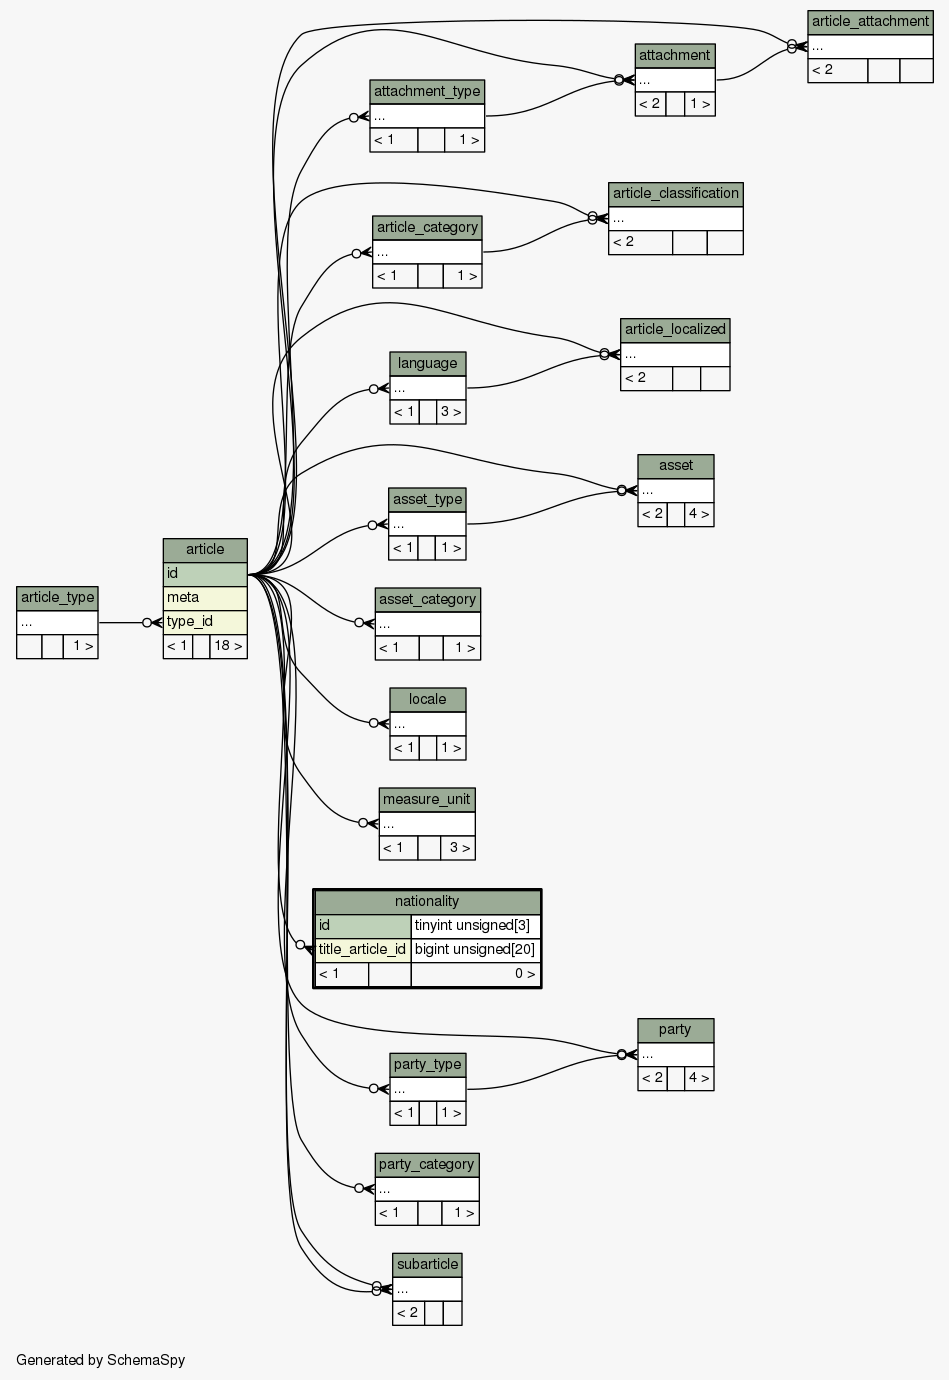 article_attachment
...
< 2
attachment
...
< 2 1 >
attachment_type
...
< 1 1 >
article_classification
...
< 2
article_category
...
< 1 1 >
article_localized
...
< 2
language
...
< 1 3 >
asset
...
< 2 4 >
asset_type
...
< 1 1 >
article
id
meta
type_id
< 1 18 >
article_type
...
1 >
asset_category
...
< 1 1 >
locale
...
< 1 1 >
measure_unit
...
< 1 3 >
nationality
id tinyint unsigned[3]
title_article_id bigint unsigned[20]
< 1 0 >
party
...
< 2 4 >
party_type
...
< 1 1 >
party_category
...
< 1 1 >
subarticle
...
< 2
Generated by SchemaSpy